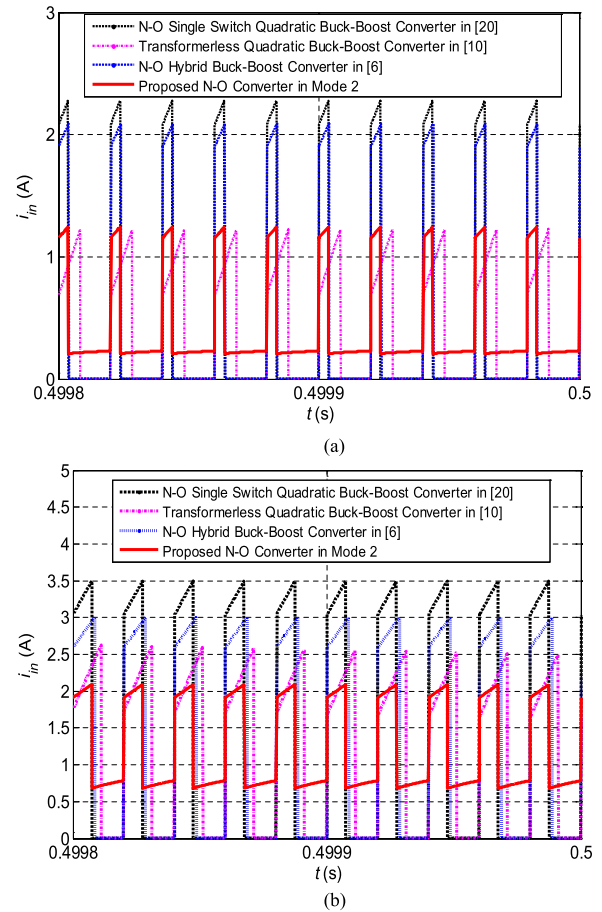 (a)
3
N-O Single Switch Quadratic Buck-Boost Converter in [20]
Transformerless Quadratic Buck-Boost Converter in [10]
N-O Hybrid Buck-Boost Converter in [6]
Proposed N-O Converter in Mode 2
2
i_in (A)
1
0
0.4998
0.4999
0.5
t (s)
(a)
5
N-O Single Switch Quadratic Buck-Boost Converter in [20]
4.5
Transformerless Quadratic Buck-Boost Converter in [10]
4
N-O Hybrid Buck-Boost Converter in [6]
Proposed N-O Converter in Mode 2
3.5
3
2.5
i_in (A)
2
1.5
1
0.5
0
0.4998
0.4999
0.5
t (s)
(b)